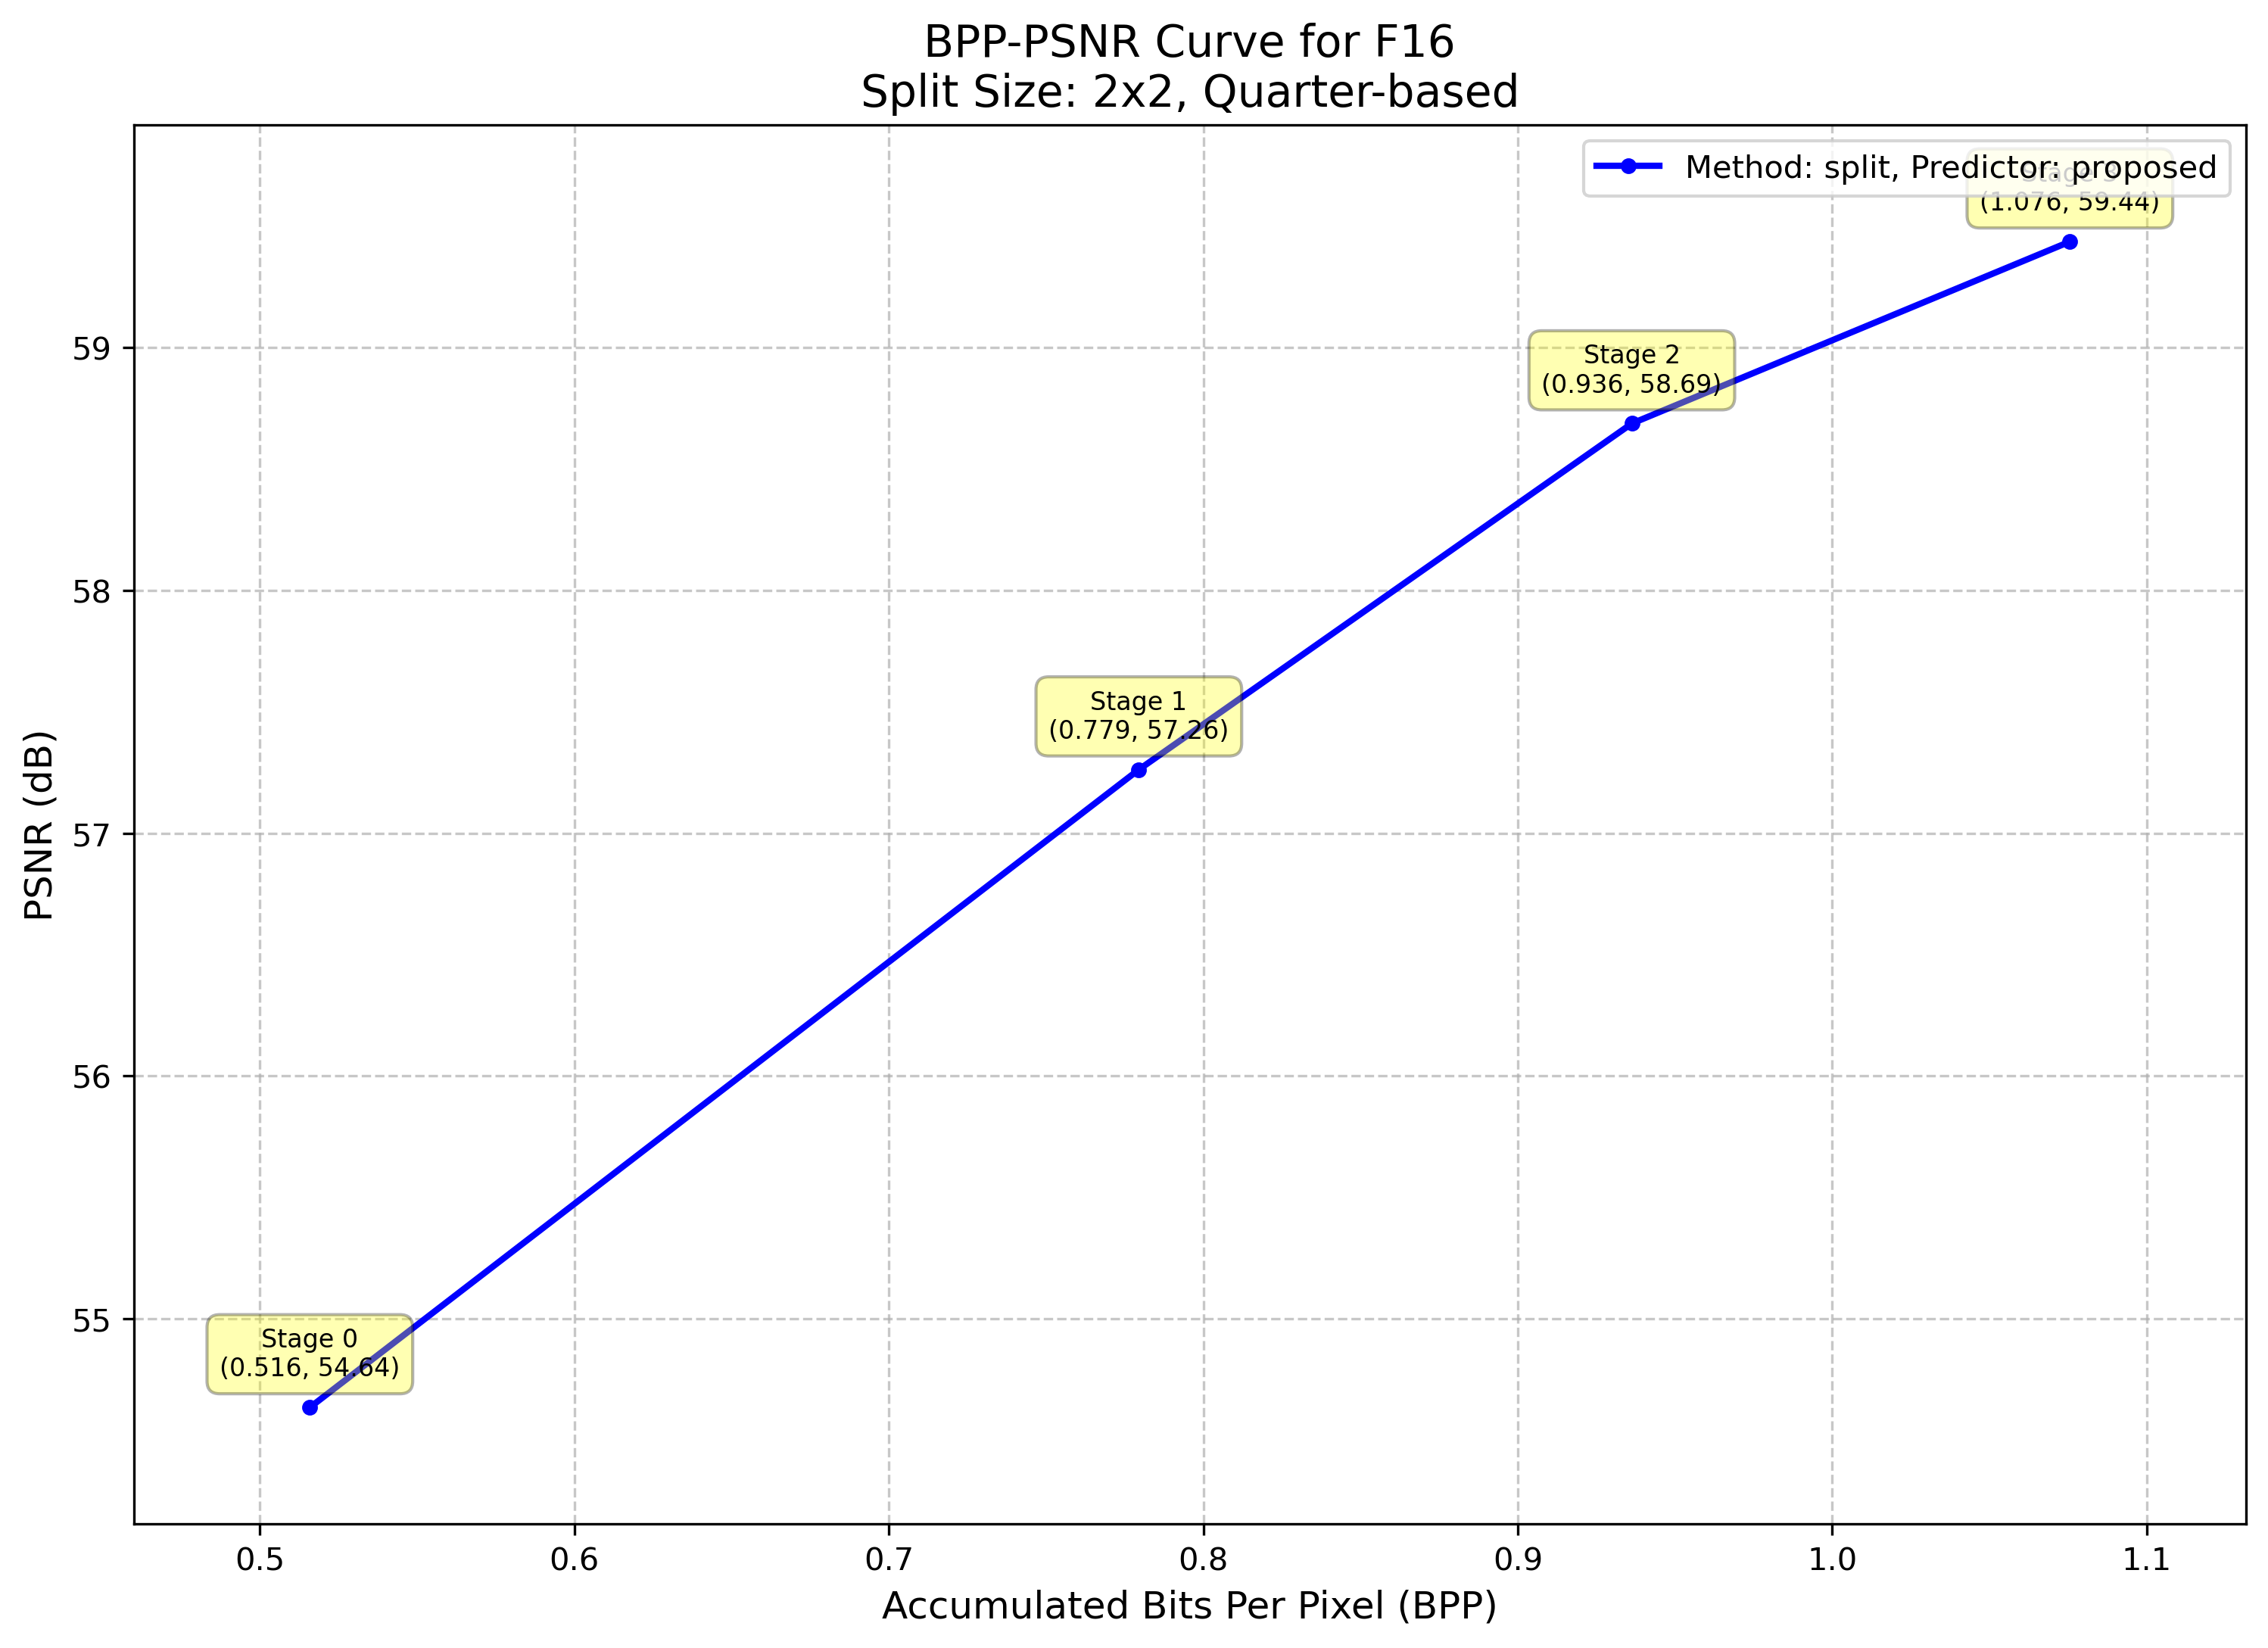 BPP-PSNR Curve for F16
Split Size: 2x2, Quarter-based
Method: split, Predictor: proposed
Stage 3
(1.076, 59.44)
Stage 2
(0.936, 58.69)
Stage 1
(0.779, 57.26)
Stage 0
(0.516, 54.64)
PSNR (dB)
59
58
57
56
55
0.5 0.6 0.7 0.8 0.9 1.0 1.1
Accumulated Bits Per Pixel (BPP)